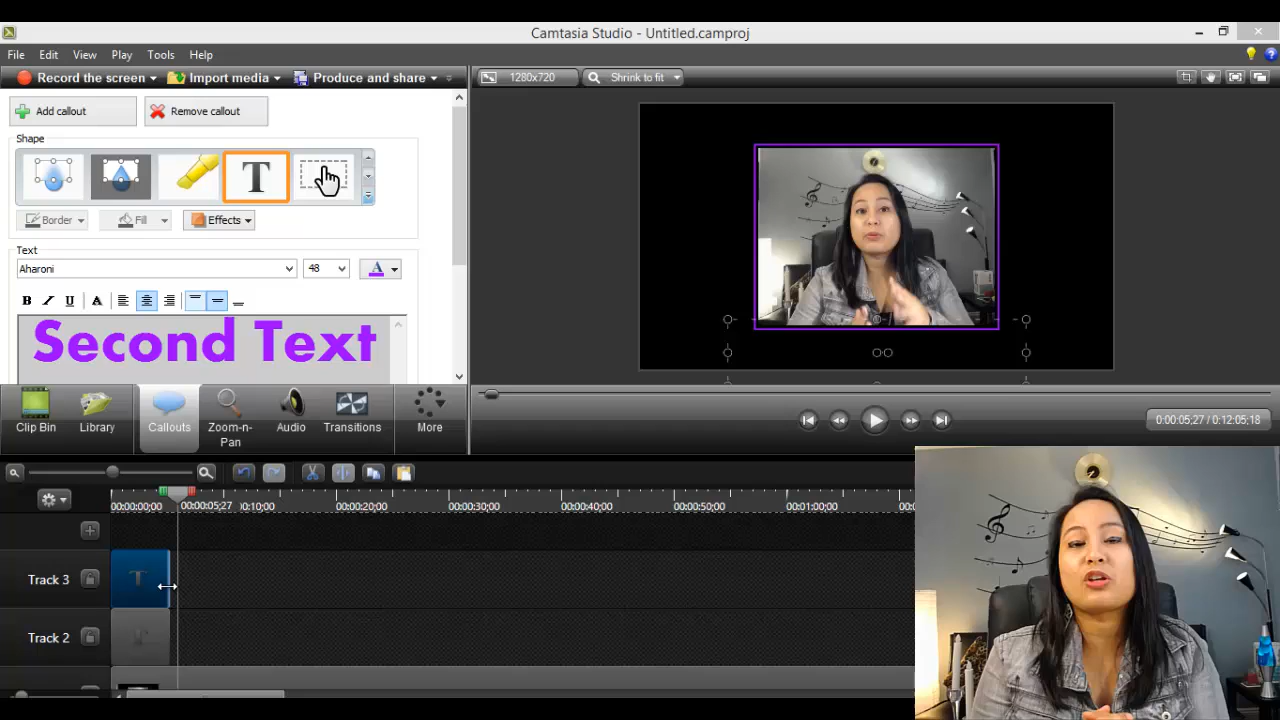 Camtasia Studio - Untitled.camproj
File Edit View Play Tools Help
Record the screen Import media Produce and share
1280x720 Shrink to fit
Add callout Remove callout
Shape
T
Border Fill Effects
Text
Aharoni 48 A
B I U A
Second Text
Clip Bin Library Callouts Zoom-n-Pan Audio Transitions More
0:00:05;27 / 0:12:05;18
00:00:00;00 00:00:05;27 00:00:20;00 00:00:30;00 00:00:40;00 00:00:50;00 00:01:00;00
Track 3 T
Track 2